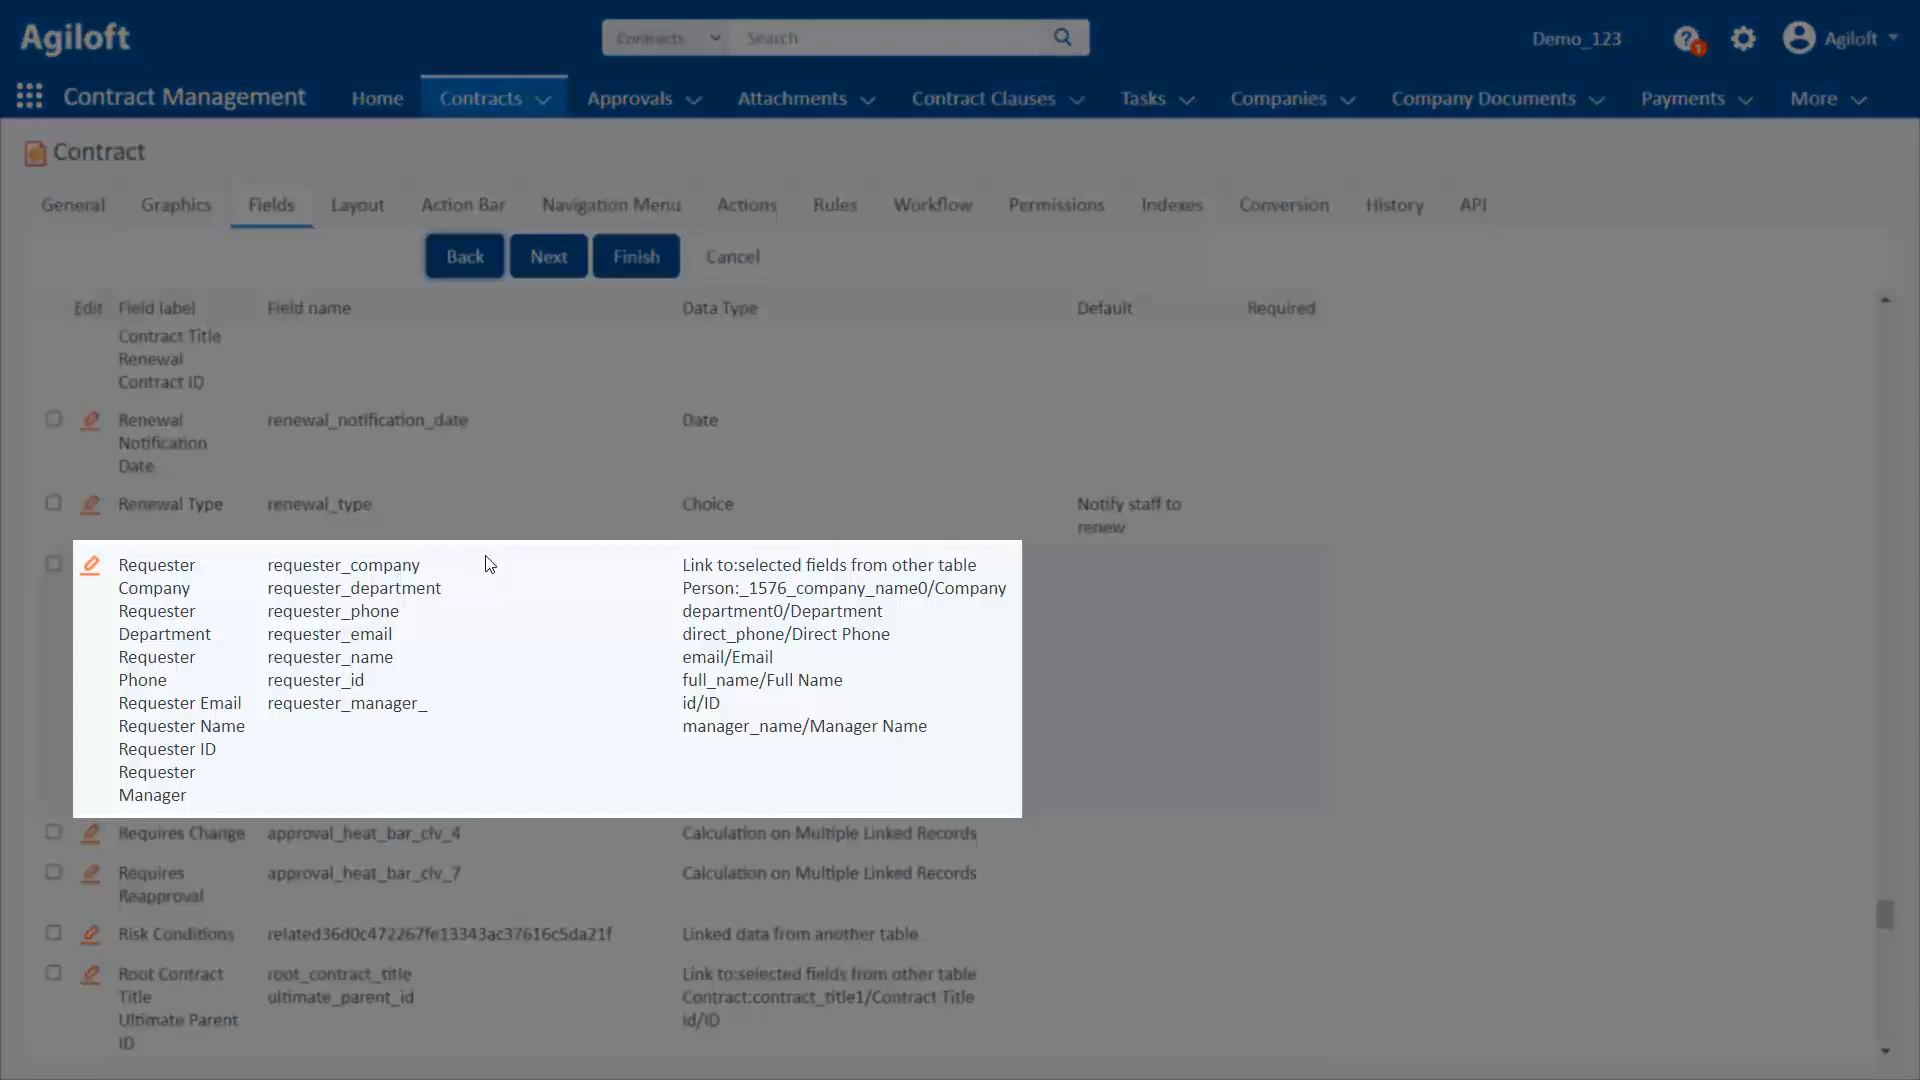 Agiloft
Contracts
Search
Demo_123
1
Agiloft
Contract Management
Home
Contracts
Approvals
Attachments
Contract Clauses
Tasks
Companies
Company Documents
Payments
More
Contract
General
Graphics
Fields
Layout
Action Bar
Navigation Menu
Actions
Rules
Workflow
Permissions
Indexes
Conversion
History
API
Back
Next
Finish
Cancel
Edit
Field label
Field name
Data Type
Default
Required
Contract Title
Renewal
Contract ID
Renewal
Notification
Date
renewal_notification_date
Date
Renewal Type
renewal_type
Choice
Notify staff to
renew
Requester
Company
Requester
Department
Requester
Phone
Requester Email
Requester Name
Requester ID
Requester
Manager
requester_company
requester_department
requester_phone
requester_email
requester_name
requester_id
requester_manager_
Link to:selected fields from other table
Person:_1576_company_name0/Company
department0/Department
direct_phone/Direct Phone
email/Email
full_name/Full Name
id/ID
manager_name/Manager Name
Requires Change
approval_heat_bar_clv_4
Calculation on Multiple Linked Records
Requires
Reapproval
approval_heat_bar_clv_7
Calculation on Multiple Linked Records
Risk Conditions
related36d0c472267fe13343ac37616c5da21f
Linked data from another table
Root Contract
Title
Ultimate Parent
ID
root_contract_title
ultimate_parent_id
Link to:selected fields from other table
Contract:contract_title1/Contract Title
id/ID